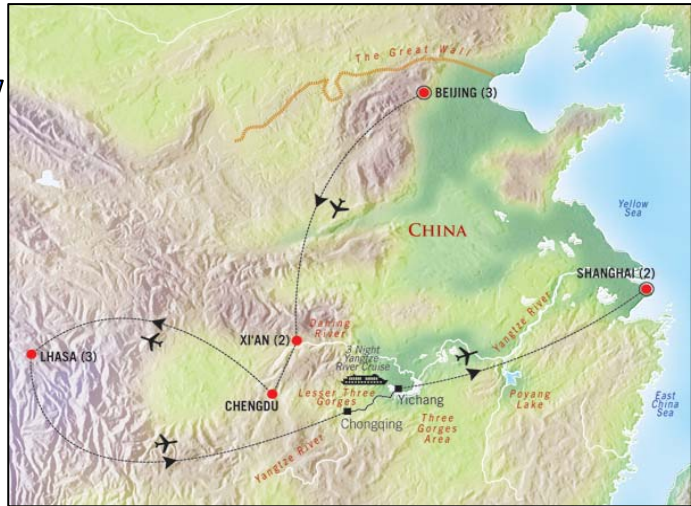 The Great Wall
BEIJING (3)
Yellow
Sea
CHINA
SHANGHAI (2)
Yangtze River
XI'AN (2)
Daning
River
LHASA (3)
3 Night
Yangtze
River Cruise
CHENGDU
Lesser Three
Gorges
Yichang
Poyang
Lake
East
China
Sea
Chongqing
Three
Gorges
Area
Yangtze River